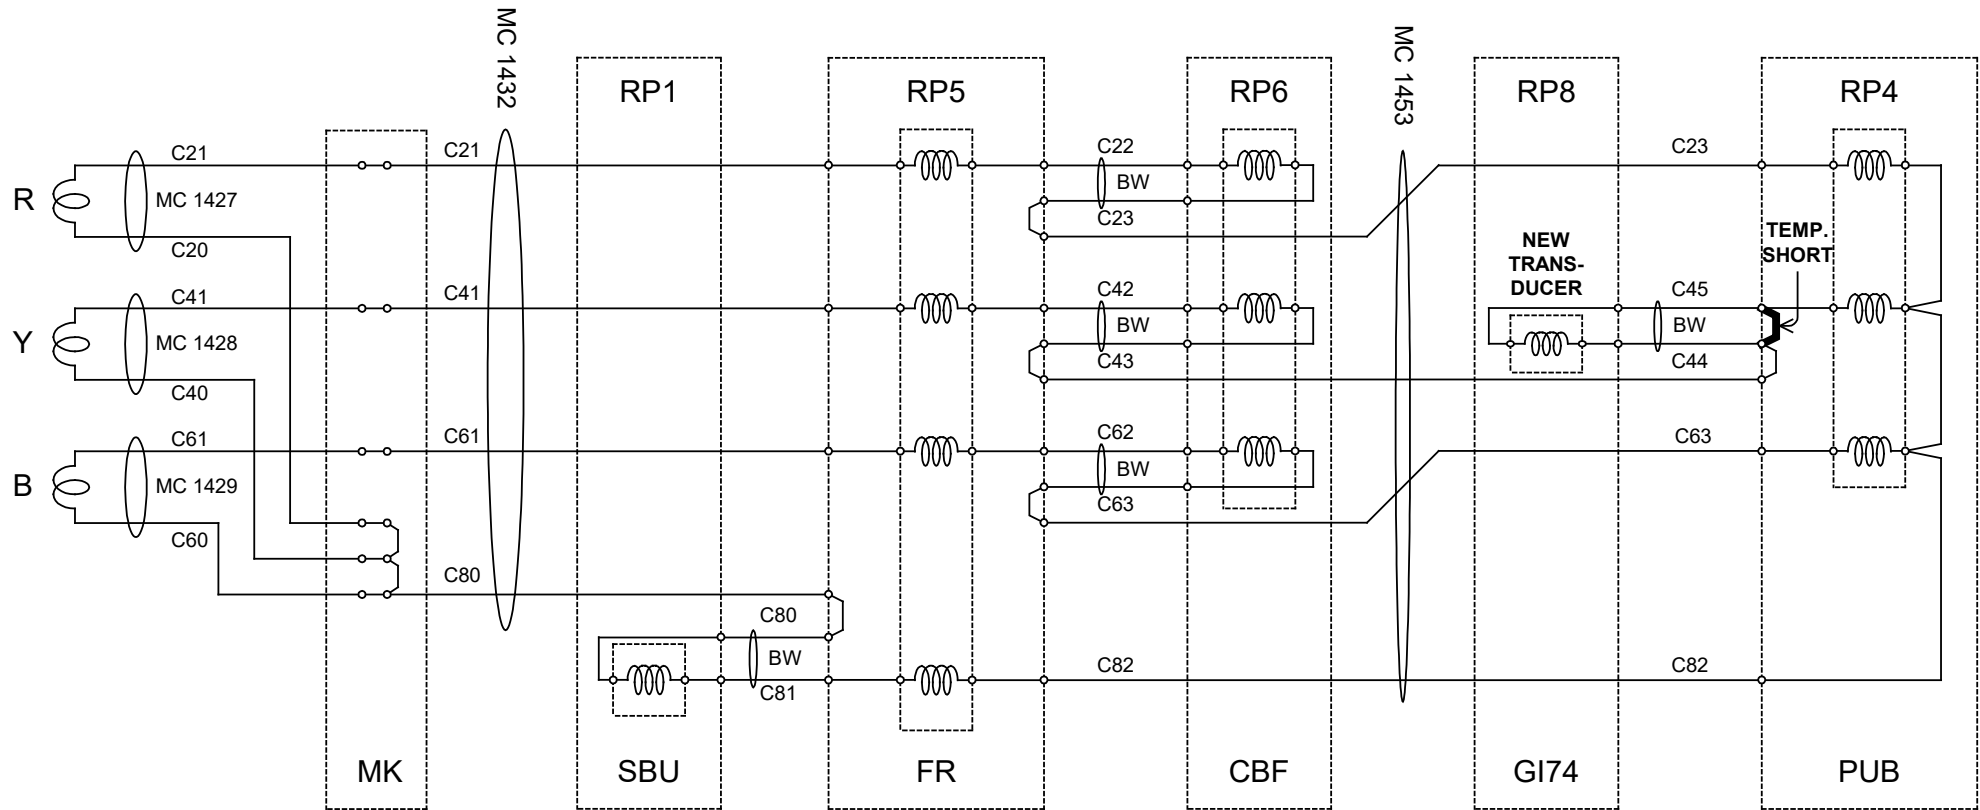 MC 1432
MC 1453
RP1
RP5
RP6
RP8
RP4
C21
C21
C22
C23
R
MC 1427
BW
C20
C23
NEW
TRANS-
DUCER
TEMP.
SHORT
C41
C41
C42
C45
Y
MC 1428
BW
BW
C40
C43
C44
C61
C61
C62
C63
B
MC 1429
BW
C60
C63
C80
C80
BW
C81
C82
C82
MK
SBU
FR
CBF
GI74
PUB